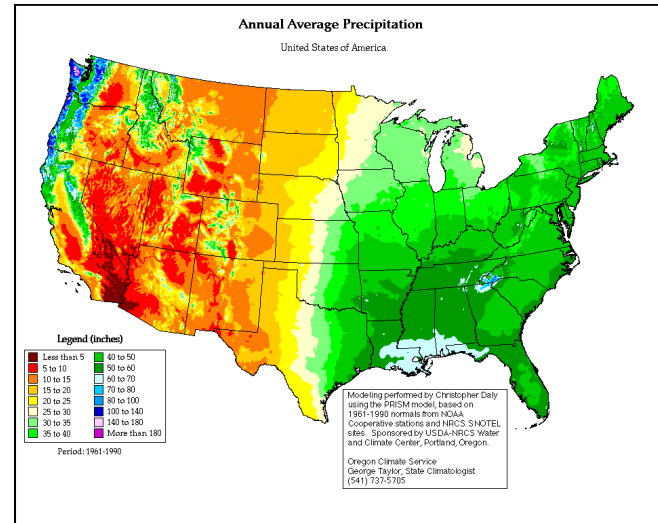 Annual Average Precipitation
United States of America
Legend (inches)
Less than 5
5 to 10
10 to 15
15 to 20
20 to 25
25 to 30
30 to 35
35 to 40
40 to 50
50 to 60
60 to 70
70 to 80
80 to 100
100 to 140
140 to 180
More than 180
Period: 1961-1990
Modeling performed by Christopher Daly
using the PRISM model, based on
1961-1990 normals from NOAA
Cooperative stations and NRCS SNOTEL
sites. Sponsored by USDA-NRCS Water
and Climate Center, Portland, Oregon.
Oregon Climate Service
George Taylor, State Climatologist
(541) 737-5705